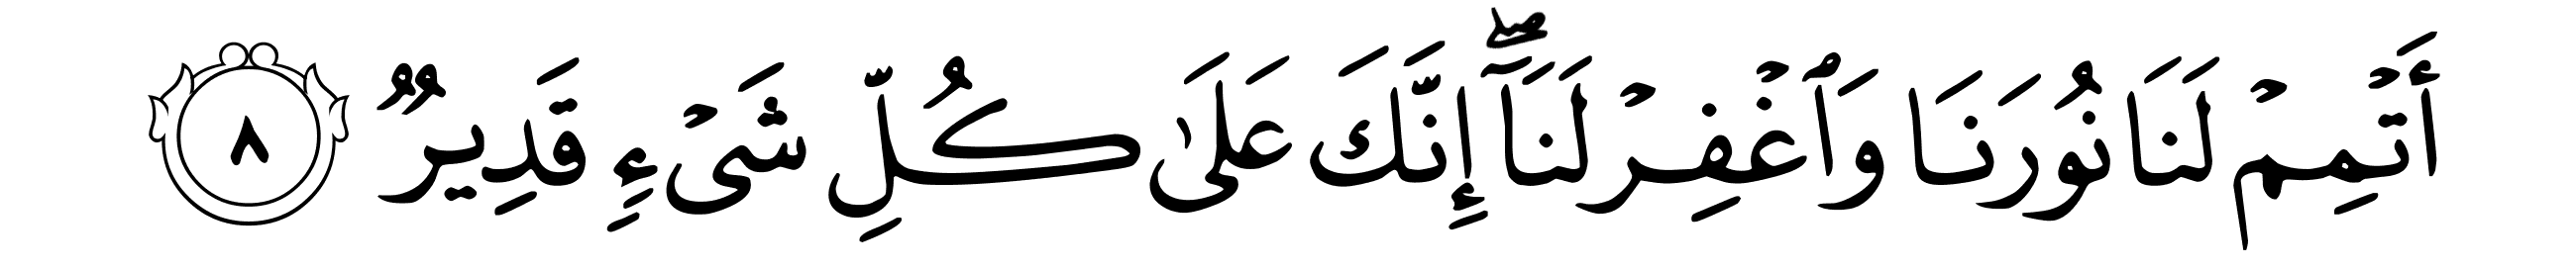 أَتۡمِمۡ لَنَا نُورَنَا وَٱغۡفِرۡ لَنَآۖ إِنَّكَ عَلَىٰ كُلِّ شَيۡءٖ قَدِيرٞ ٨